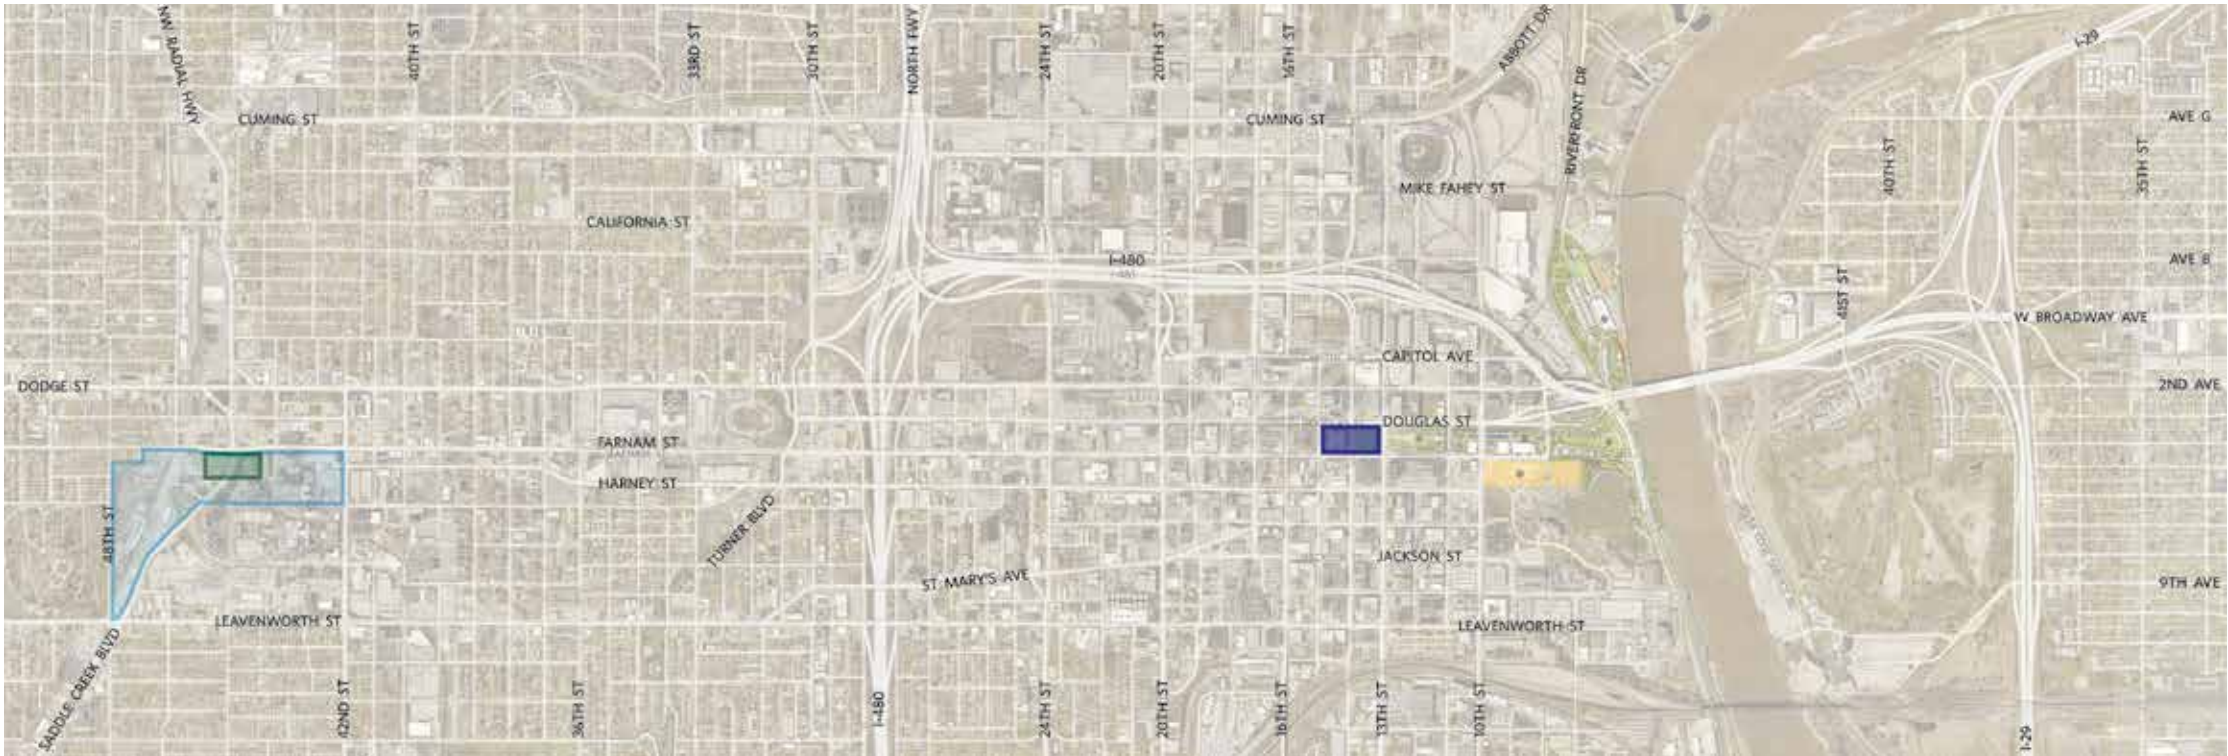 NW RADIAL HWY
40TH ST
33RD ST
30TH ST
NORTH FWY
24TH ST
20TH ST
16TH ST
ABBOTT DR
RIVERFRONT DR
I-29
CUMING ST
CUMING ST
AVE G
35TH ST
40TH ST
MIKE FAHEY ST
CALIFORNIA ST
I-480
I-480
AVE B
41ST ST
W BROADWAY AVE
CAPITOL AVE
DODGE ST
2ND AVE
DOUGLAS ST
FARNAM ST
HARNEY ST
48TH ST
TURNER BLVD
JACKSON ST
ST MARY'S AVE
9TH AVE
LEAVENWORTH ST
LEAVENWORTH ST
SADDLE CREEK BLVD
42ND ST
36TH ST
I-480
24TH ST
20TH ST
16TH ST
13TH ST
10TH ST
I-29